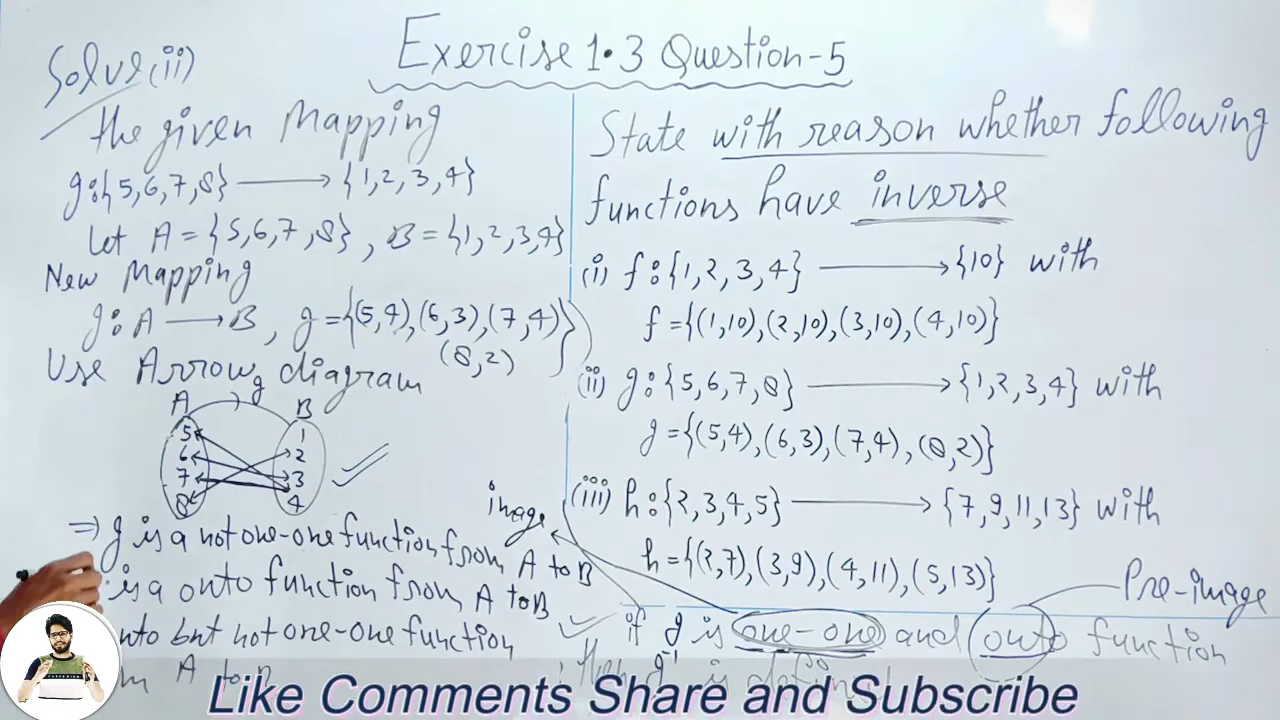 Exercise 1.3 Question-5
Solve(ii)
the given Mapping
g:{5,6,7,8} → {1,2,3,4}
Let A = {5,6,7,8}, B = {1,2,3,4}
New Mapping
g: A → B, g = {(5,4),(6,3),(7,4)
(8,2)}
Use Arrow diagram
g
A B
5 1
6 2
7 3
8 4
⇒ g is a not one-one function from A to B
is a onto function from A to B
nto but not one-one function
m A to B
State with reason whether following
functions have inverse
(i) f:{1,2,3,4} → {10} with
f = {(1,10),(2,10),(3,10),(4,10)}
(ii) g:{5,6,7,8} → {1,2,3,4} with
g = {(5,4),(6,3),(7,4),(8,2)}
(iii) h:{2,3,4,5} → {7,9,11,13} with
h = {(2,7),(3,9),(4,11),(5,13)}
image
Pre-image
if g is one-one and onto function
then g⁻¹ is
Like Comments Share and Subscribe